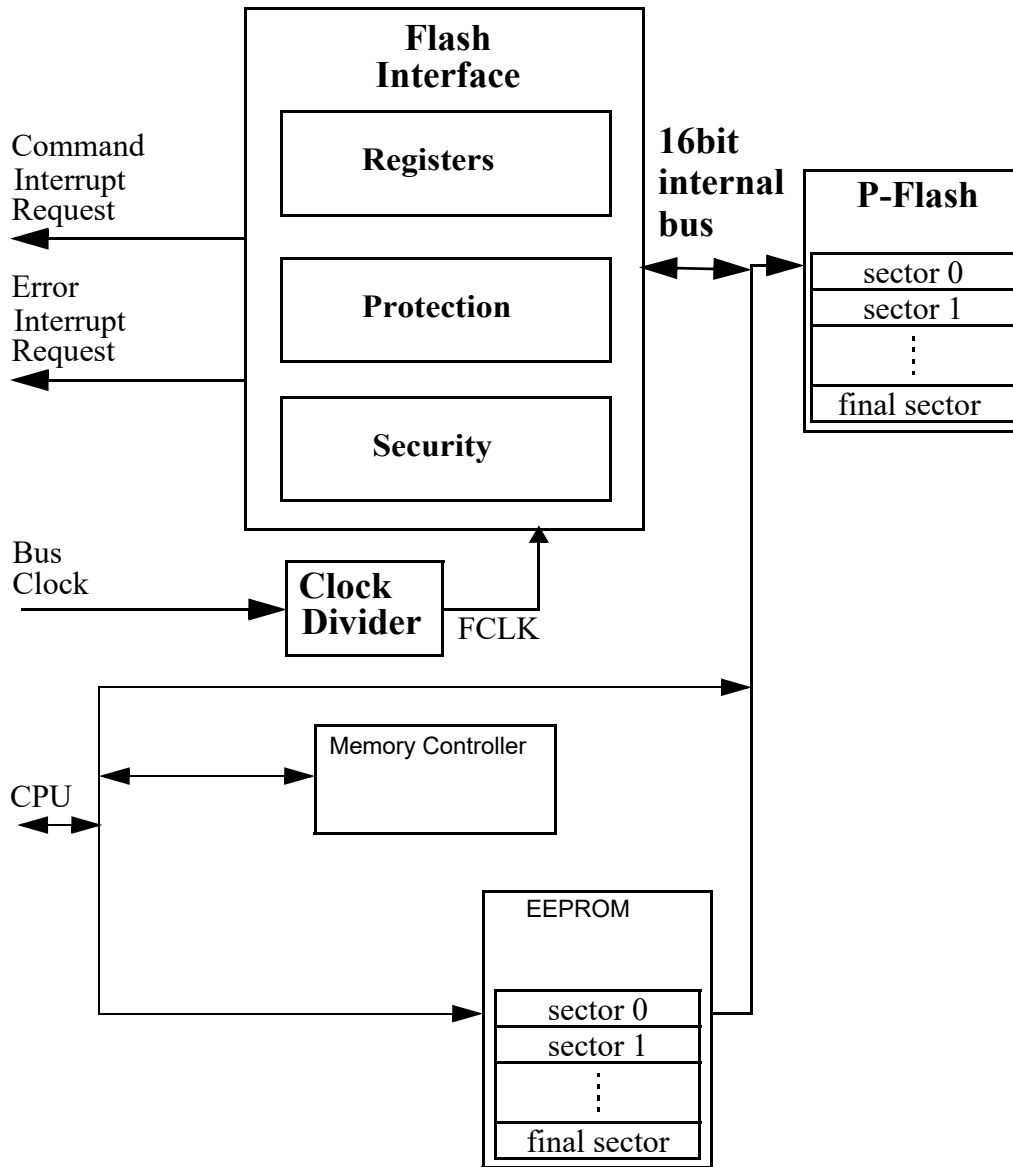 Flash
Interface
Registers
Protection
Security
Command
Interrupt
Request
Error
Interrupt
Request
16bit
internal
bus
P-Flash
sector 0
sector 1
final sector
Bus
Clock
Clock
Divider
FCLK
Memory Controller
CPU
EEPROM
sector 0
sector 1
final sector